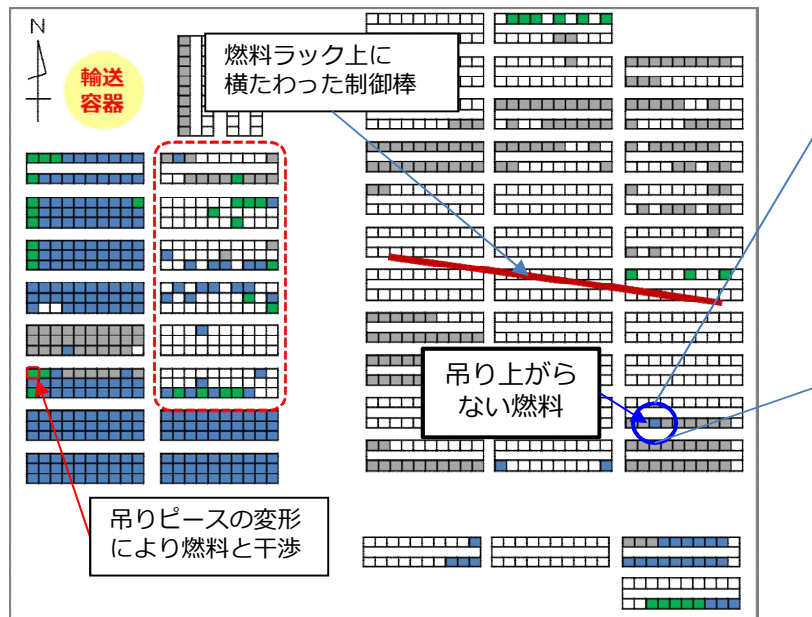 N
輸送
容器
燃料ラック上に
横たわった制御棒
吊り上がら
ない燃料
吊りピースの変形
により燃料と干渉